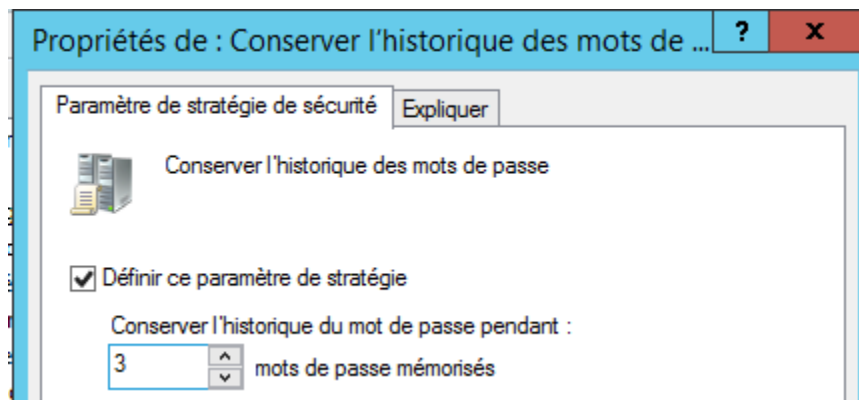 Propriétés de : Conserver l'historique des mots de ...
?
x
Paramètre de stratégie de sécurité
Expliquer
Conserver l'historique des mots de passe
Définir ce paramètre de stratégie
Conserver l'historique du mot de passe pendant :
3
mots de passe mémorisés